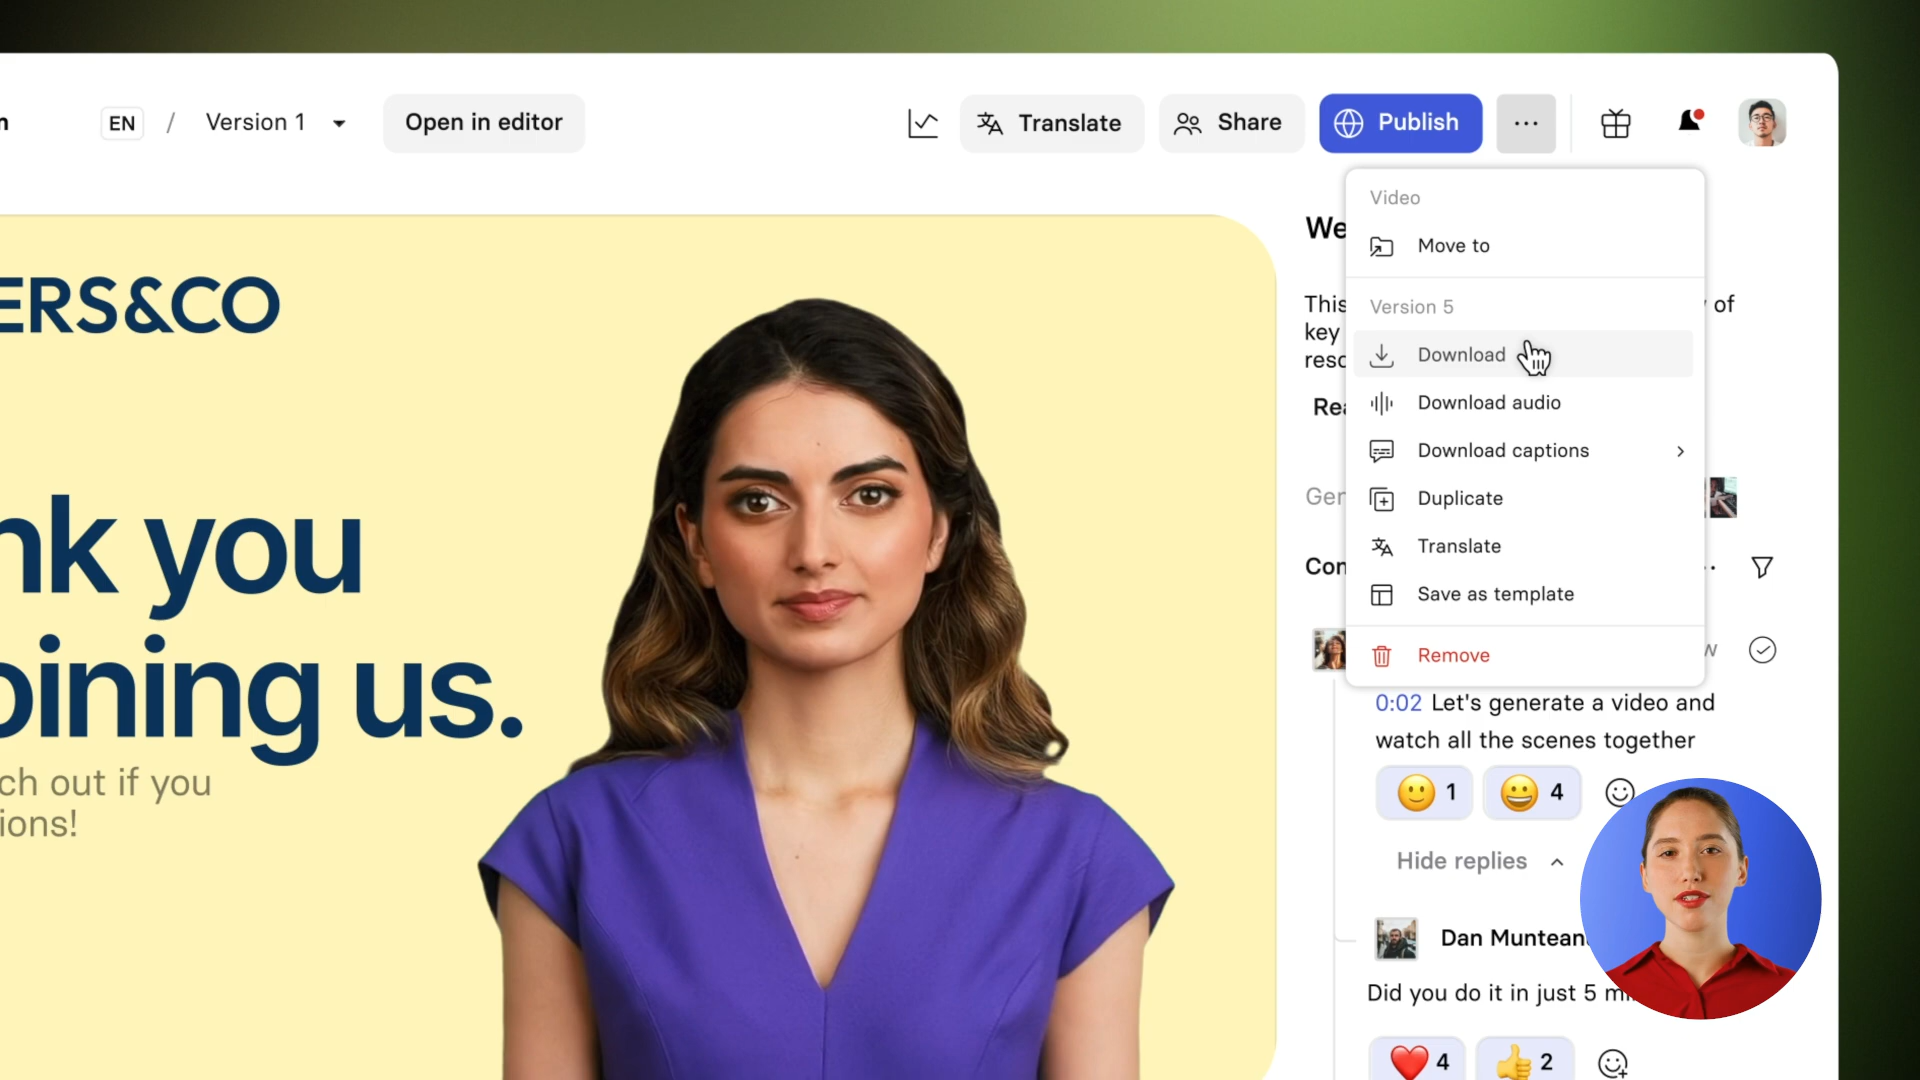 EN / Version 1
Open in editor
Translate
Share
Publish
ERS&CO
nk you
oining us.
ch out if you
ions!
Video
Move to
Version 5
Download
Download audio
Download captions
Duplicate
Translate
Save as template
Remove
We
This
of
key
reso
Rea
Gen
Con
0:02 Let's generate a video and
watch all the scenes together
1
4
Hide replies
Dan Muntean
Did you do it in just 5 mi
4
2